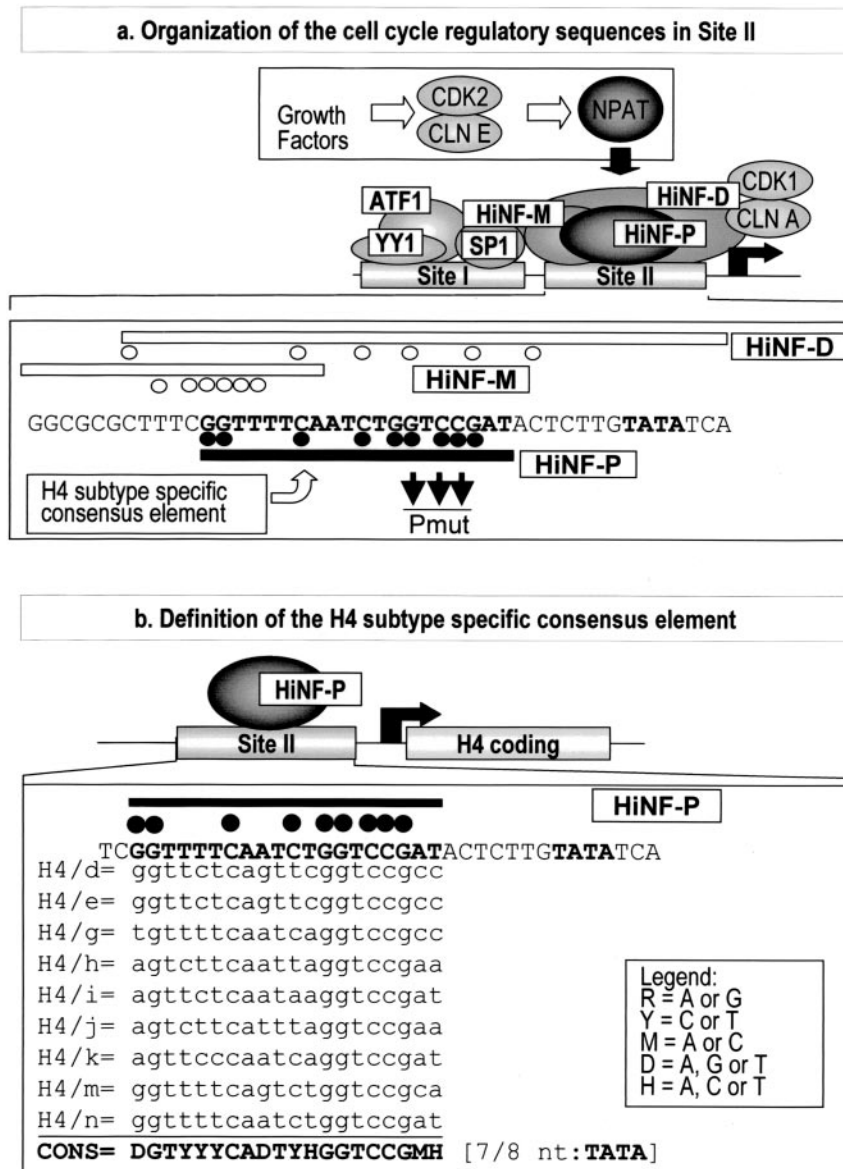 a. Organization of the cell cycle regulatory sequences in Site II
Growth
Factors
CDK2
CLN E
NPAT
ATF1
YY1
HiNF-M
SP1
HiNF-D
HiNF-P
CDK1
CLN A
Site I
Site II
HiNF-D
HiNF-M
GGCGCGCTTTCGGTTTTCAATCTGGTCCGATACTCTTGTATATCA
HiNF-P
H4 subtype specific
consensus element
Pmut
b. Definition of the H4 subtype specific consensus element
HiNF-P
Site II
H4 coding
HiNF-P
TCGGTTTTCAATCTGGTCCGATACTCTTGTATATCA
H4/d= ggttctcagttcggtccgcc
H4/e= ggttctcagtccggtccgcc
H4/g= tgttttcaatcaggtccgcc
H4/h= agtcttcaattaggtccgaa
H4/i= agttctcaataaggtccgat
H4/j= agtcttcatttaggtccgaa
H4/k= agttcccaatcaggtccgat
H4/m= ggttttcagtctggtccgca
H4/n= ggttttcaatctggtccgat
CONS= DGTYYYCADTYHGGTCCGMH [7/8 nt:TATA]
Legend:
R = A or G
Y = C or T
M = A or C
D = A, G or T
H = A, C or T